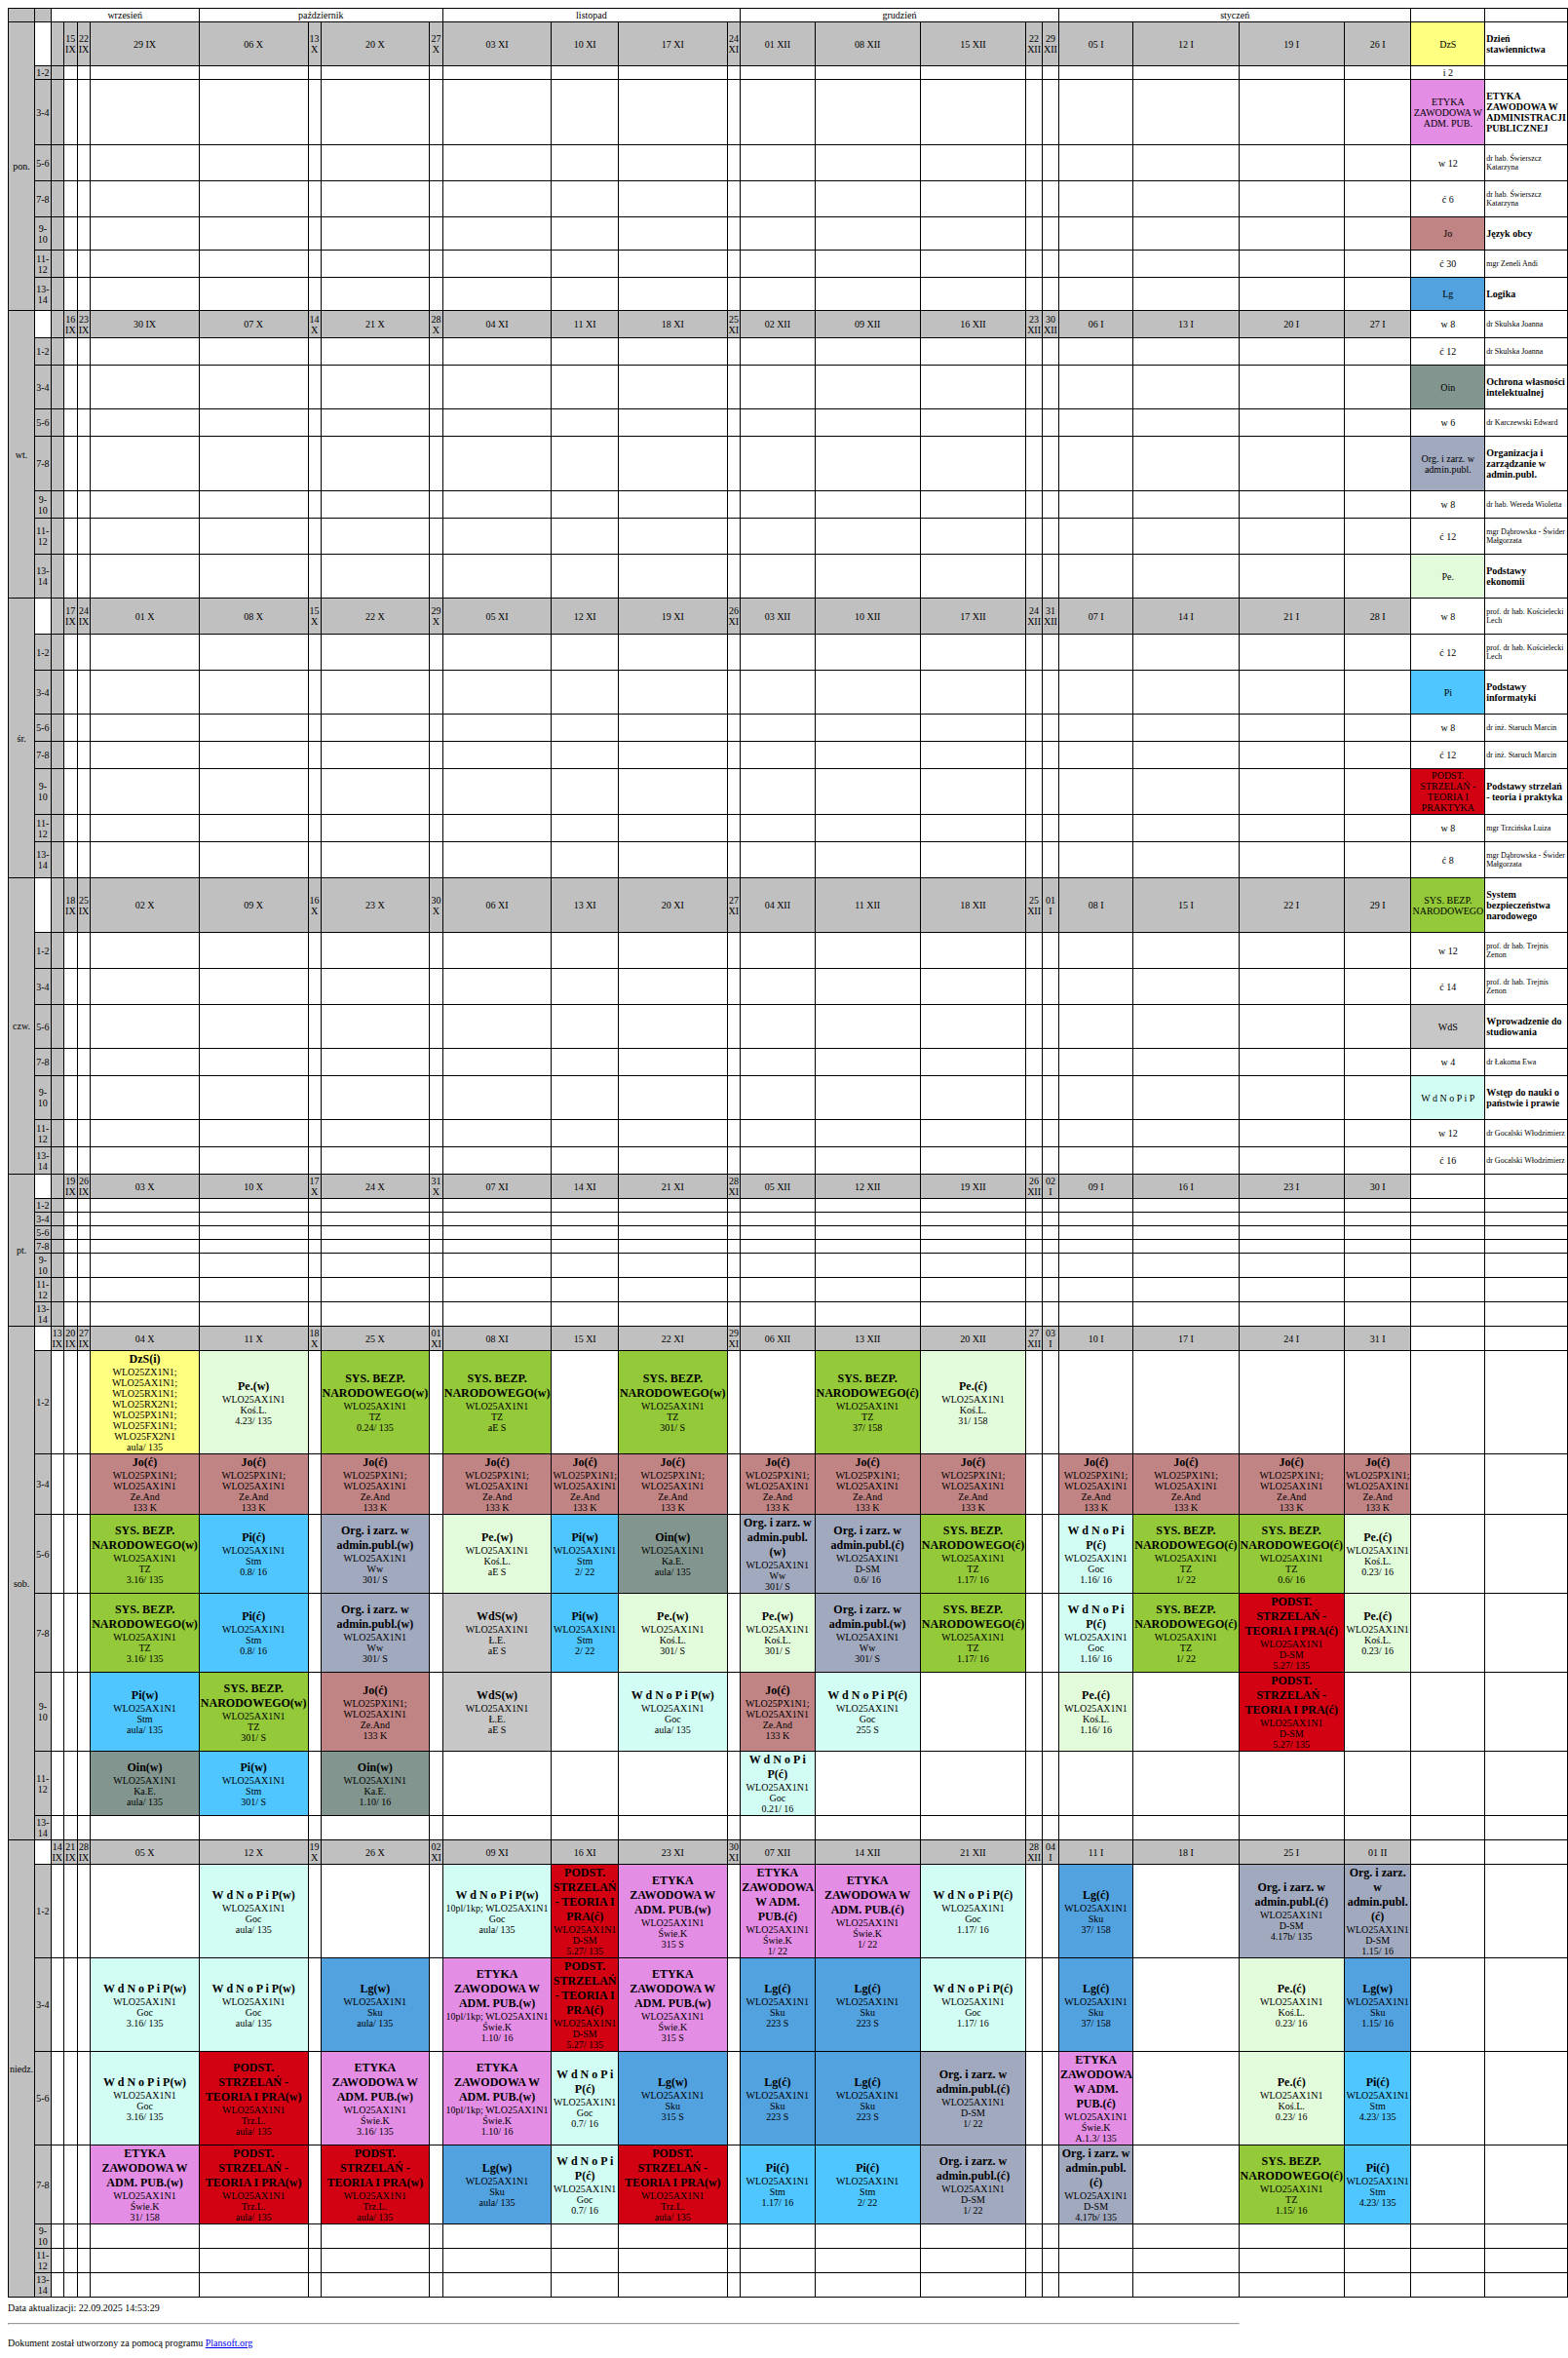 wrzesień październik listopad grudzień styczeń
pon. 15 IX 22 IX 29 IX 06 X 13 X 20 X 27 X 03 XI 10 XI 17 XI 24 XI 01 XII 08 XII 15 XII 22 XII 29 XII 05 I 12 I 19 I 26 I DzS Dzień stawiennictwa
1-2 i 2
3-4 ETYKA ZAWODOWA W ADM. PUB. ETYKA ZAWODOWA W ADMINISTRACJI PUBLICZNEJ
5-6 w 12 dr hab. Świerszcz Katarzyna
7-8 ć 6 dr hab. Świerszcz Katarzyna
9-10 Jo Język obcy
11-12 ć 30 mgr Zeneli Andi
13-14 Lg Logika
wt. 16 IX 23 IX 30 IX 07 X 14 X 21 X 28 X 04 XI 11 XI 18 XI 25 XI 02 XII 09 XII 16 XII 23 XII 30 XII 06 I 13 I 20 I 27 I w 8 dr Skulska Joanna
1-2 ć 12 dr Skulska Joanna
3-4 Oin Ochrona własności intelektualnej
5-6 w 6 dr Karczewski Edward
7-8 Org. i zarz. w admin.publ. Organizacja i zarządzanie w admin.publ.
9-10 w 8 dr hab. Wereda Wioletta
11-12 ć 12 mgr Dąbrowska - Świder Małgorzata
13-14 Pe. Podstawy ekonomii
śr. 17 IX 24 IX 01 X 08 X 15 X 22 X 29 X 05 XI 12 XI 19 XI 26 XI 03 XII 10 XII 17 XII 24 XII 31 XII 07 I 14 I 21 I 28 I w 8 prof. dr hab. Kościelecki Lech
1-2 ć 12 prof. dr hab. Kościelecki Lech
3-4 Pi Podstawy informatyki
5-6 w 8 dr inż. Staruch Marcin
7-8 ć 12 dr inż. Staruch Marcin
9-10 PODST. STRZELAŃ - TEORIA I PRAKTYKA Podstawy strzelań - teoria i praktyka
11-12 w 8 mgr Trzcińska Luiza
13-14 ć 8 mgr Dąbrowska - Świder Małgorzata
czw. 18 IX 25 IX 02 X 09 X 16 X 23 X 30 X 06 XI 13 XI 20 XI 27 XI 04 XII 11 XII 18 XII 25 XII 01 I 08 I 15 I 22 I 29 I SYS. BEZP. NARODOWEGO System bezpieczeństwa narodowego
1-2 w 12 prof. dr hab. Trejnis Zenon
3-4 ć 14 prof. dr hab. Trejnis Zenon
5-6 WdS Wprowadzenie do studiowania
7-8 w 4 dr Łakoma Ewa
9-10 W d N o P i P Wstęp do nauki o państwie i prawie
11-12 w 12 dr Gocalski Włodzimierz
13-14 ć 16 dr Gocalski Włodzimierz
pt. 19 IX 26 IX 03 X 10 X 17 X 24 X 31 X 07 XI 14 XI 21 XI 28 XI 05 XII 12 XII 19 XII 26 XII 02 I 09 I 16 I 23 I 30 I
1-2
3-4
5-6
7-8
9-10
11-12
13-14
sob. 13 IX 20 IX 27 IX 04 X 11 X 18 X 25 X 01 XI 08 XI 15 XI 22 XI 29 XI 06 XII 13 XII 20 XII 27 XII 03 I 10 I 17 I 24 I 31 I
1-2 DzS(i) WLO25ZX1N1; WLO25AX1N1; WLO25RX1N1; WLO25RX2N1; WLO25PX1N1; WLO25FX1N1; WLO25FX2N1 aula/ 135
Pe.(w) WLO25AX1N1 Koś.L. 4.23/ 135
SYS. BEZP. NARODOWEGO(w) WLO25AX1N1 TZ 0.24/ 135
SYS. BEZP. NARODOWEGO(w) WLO25AX1N1 TZ aE S
SYS. BEZP. NARODOWEGO(w) WLO25AX1N1 TZ 301/ S
SYS. BEZP. NARODOWEGO(ć) WLO25AX1N1 TZ 37/ 158
Pe.(ć) WLO25AX1N1 Koś.L. 31/ 158
3-4 Jo(ć) WLO25PX1N1; WLO25AX1N1 Ze.And 133 K
Jo(ć) WLO25PX1N1; WLO25AX1N1 Ze.And 133 K
Jo(ć) WLO25PX1N1; WLO25AX1N1 Ze.And 133 K
Jo(ć) WLO25PX1N1; WLO25AX1N1 Ze.And 133 K
Jo(ć) WLO25PX1N1; WLO25AX1N1 Ze.And 133 K
Jo(ć) WLO25PX1N1; WLO25AX1N1 Ze.And 133 K
Jo(ć) WLO25PX1N1; WLO25AX1N1 Ze.And 133 K
Jo(ć) WLO25PX1N1; WLO25AX1N1 Ze.And 133 K
Jo(ć) WLO25PX1N1; WLO25AX1N1 Ze.And 133 K
Jo(ć) WLO25PX1N1; WLO25AX1N1 Ze.And 133 K
Jo(ć) WLO25PX1N1; WLO25AX1N1 Ze.And 133 K
Jo(ć) WLO25PX1N1; WLO25AX1N1 Ze.And 133 K
Jo(ć) WLO25PX1N1; WLO25AX1N1 Ze.And 133 K
5-6 SYS. BEZP. NARODOWEGO(w) WLO25AX1N1 TZ 3.16/ 135
Pi(ć) WLO25AX1N1 Stm 0.8/ 16
Org. i zarz. w admin.publ.(w) WLO25AX1N1 Ww 301/ S
Pe.(w) WLO25AX1N1 Koś.L. aE S
Pi(w) WLO25AX1N1 Stm 2/ 22
Oin(w) WLO25AX1N1 Ka.E. aula/ 135
Org. i zarz. w admin.publ.(w) WLO25AX1N1 Ww 301/ S
Org. i zarz. w admin.publ.(ć) WLO25AX1N1 D-SM 0.6/ 16
SYS. BEZP. NARODOWEGO(ć) WLO25AX1N1 TZ 1.17/ 16
W d N o P i P(ć) WLO25AX1N1 Goc 1.16/ 16
SYS. BEZP. NARODOWEGO(ć) WLO25AX1N1 TZ 1/ 22
SYS. BEZP. NARODOWEGO(ć) WLO25AX1N1 TZ 0.6/ 16
Pe.(ć) WLO25AX1N1 Koś.L. 0.23/ 16
7-8 SYS. BEZP. NARODOWEGO(w) WLO25AX1N1 TZ 3.16/ 135
Pi(ć) WLO25AX1N1 Stm 0.8/ 16
Org. i zarz. w admin.publ.(w) WLO25AX1N1 Ww 301/ S
WdS(w) WLO25AX1N1 Ł.E. aE S
Pi(w) WLO25AX1N1 Stm 2/ 22
Pe.(w) WLO25AX1N1 Koś.L. 301/ S
Pe.(w) WLO25AX1N1 Koś.L. 301/ S
Org. i zarz. w admin.publ.(w) WLO25AX1N1 Ww 301/ S
SYS. BEZP. NARODOWEGO(ć) WLO25AX1N1 TZ 1.17/ 16
W d N o P i P(ć) WLO25AX1N1 Goc 1.16/ 16
SYS. BEZP. NARODOWEGO(ć) WLO25AX1N1 TZ 1/ 22
PODST. STRZELAŃ - TEORIA I PRA(ć) WLO25AX1N1 D-SM 5.27/ 135
Pe.(ć) WLO25AX1N1 Koś.L. 0.23/ 16
9-10 Pi(w) WLO25AX1N1 Stm aula/ 135
SYS. BEZP. NARODOWEGO(w) WLO25AX1N1 TZ 301/ S
Jo(ć) WLO25PX1N1; WLO25AX1N1 Ze.And 133 K
WdS(w) WLO25AX1N1 Ł.E. aE S
W d N o P i P(w) WLO25AX1N1 Goc aula/ 135
Jo(ć) WLO25PX1N1; WLO25AX1N1 Ze.And 133 K
W d N o P i P(ć) WLO25AX1N1 Goc 255 S
Pe.(ć) WLO25AX1N1 Koś.L. 1.16/ 16
PODST. STRZELAŃ - TEORIA I PRA(ć) WLO25AX1N1 D-SM 5.27/ 135
11-12 Oin(w) WLO25AX1N1 Ka.E. aula/ 135
Pi(w) WLO25AX1N1 Stm 301/ S
Oin(w) WLO25AX1N1 Ka.E. 1.10/ 16
W d N o P i P(ć) WLO25AX1N1 Goc 0.21/ 16
13-14
niedz. 14 IX 21 IX 28 IX 05 X 12 X 19 X 26 X 02 XI 09 XI 16 XI 23 XI 30 XI 07 XII 14 XII 21 XII 28 XII 04 I 11 I 18 I 25 I 01 II
1-2 W d N o P i P(w) WLO25AX1N1 Goc aula/ 135
W d N o P i P(w) 10pl/1kp; WLO25AX1N1 Goc aula/ 135
PODST. STRZELAŃ - TEORIA I PRA(ć) WLO25AX1N1 D-SM 5.27/ 135
ETYKA ZAWODOWA W ADM. PUB.(w) WLO25AX1N1 Świe.K 315 S
ETYKA ZAWODOWA W ADM. PUB.(ć) WLO25AX1N1 Świe.K 1/ 22
ETYKA ZAWODOWA W ADM. PUB.(ć) WLO25AX1N1 Świe.K 1/ 22
W d N o P i P(ć) WLO25AX1N1 Goc 1.17/ 16
Lg(ć) WLO25AX1N1 Sku 37/ 158
Org. i zarz. w admin.publ.(ć) WLO25AX1N1 D-SM 4.17b/ 135
Org. i zarz. w admin.publ.(ć) WLO25AX1N1 D-SM 1.15/ 16
3-4 W d N o P i P(w) WLO25AX1N1 Goc 3.16/ 135
W d N o P i P(w) WLO25AX1N1 Goc aula/ 135
Lg(w) WLO25AX1N1 Sku aula/ 135
ETYKA ZAWODOWA W ADM. PUB.(w) 10pl/1kp; WLO25AX1N1 Świe.K 1.10/ 16
PODST. STRZELAŃ - TEORIA I PRA(ć) WLO25AX1N1 D-SM 5.27/ 135
ETYKA ZAWODOWA W ADM. PUB.(w) WLO25AX1N1 Świe.K 315 S
Lg(ć) WLO25AX1N1 Sku 223 S
Lg(ć) WLO25AX1N1 Sku 223 S
W d N o P i P(ć) WLO25AX1N1 Goc 1.17/ 16
Lg(ć) WLO25AX1N1 Sku 37/ 158
Pe.(ć) WLO25AX1N1 Koś.L. 0.23/ 16
Lg(w) WLO25AX1N1 Sku 1.15/ 16
5-6 W d N o P i P(w) WLO25AX1N1 Goc 3.16/ 135
PODST. STRZELAŃ - TEORIA I PRA(w) WLO25AX1N1 Trz.L. aula/ 135
ETYKA ZAWODOWA W ADM. PUB.(w) WLO25AX1N1 Świe.K 3.16/ 135
ETYKA ZAWODOWA W ADM. PUB.(w) 10pl/1kp; WLO25AX1N1 Świe.K 1.10/ 16
W d N o P i P(ć) WLO25AX1N1 Goc 0.7/ 16
Lg(w) WLO25AX1N1 Sku 315 S
Lg(ć) WLO25AX1N1 Sku 223 S
Lg(ć) WLO25AX1N1 Sku 223 S
Org. i zarz. w admin.publ.(ć) WLO25AX1N1 D-SM 1/ 22
ETYKA ZAWODOWA W ADM. PUB.(ć) WLO25AX1N1 Świe.K A.1.3/ 135
Pe.(ć) WLO25AX1N1 Koś.L. 0.23/ 16
Pi(ć) WLO25AX1N1 Stm 4.23/ 135
7-8 ETYKA ZAWODOWA W ADM. PUB.(w) WLO25AX1N1 Świe.K 31/ 158
PODST. STRZELAŃ - TEORIA I PRA(w) WLO25AX1N1 Trz.L. aula/ 135
PODST. STRZELAŃ - TEORIA I PRA(w) WLO25AX1N1 Trz.L. aula/ 135
Lg(w) WLO25AX1N1 Sku aula/ 135
W d N o P i P(ć) WLO25AX1N1 Goc 0.7/ 16
PODST. STRZELAŃ - TEORIA I PRA(w) WLO25AX1N1 Trz.L. aula/ 135
Pi(ć) WLO25AX1N1 Stm 1.17/ 16
Pi(ć) WLO25AX1N1 Stm 2/ 22
Org. i zarz. w admin.publ.(ć) WLO25AX1N1 D-SM 1/ 22
Org. i zarz. w admin.publ.(ć) WLO25AX1N1 D-SM 4.17b/ 135
SYS. BEZP. NARODOWEGO(ć) WLO25AX1N1 TZ 1.15/ 16
Pi(ć) WLO25AX1N1 Stm 4.23/ 135
9-10
11-12
13-14
Data aktualizacji: 22.09.2025 14:53:29
Dokument został utworzony za pomocą programu Plansoft.org